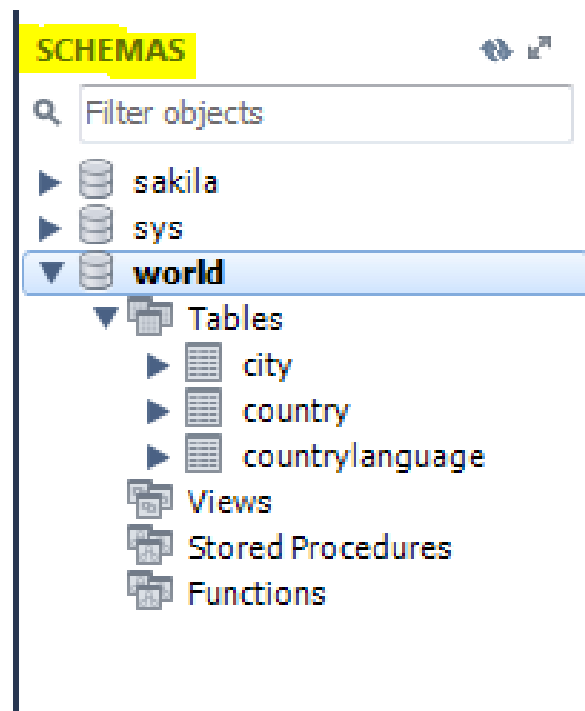 SCHEMAS
Filter objects
sakila
sys
world
Tables
city
country
countrylanguage
Views
Stored Procedures
Functions